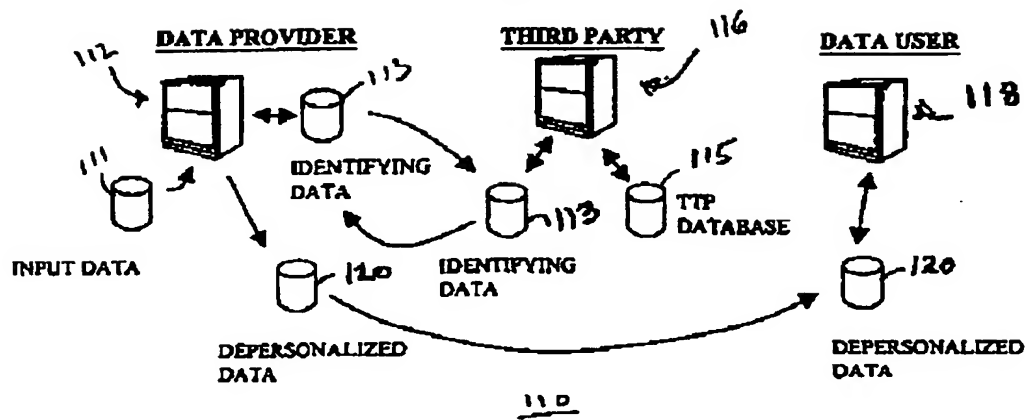 DATA PROVIDER
THIRD PARTY
DATA USER
112
113
116
118
111
115
IDENTIFYING
DATA
113
TTP
DATABASE
INPUT DATA
120
IDENTIFYING
DATA
120
DEPERSONALIZED
DATA
DEPERSONALIZED
DATA
110